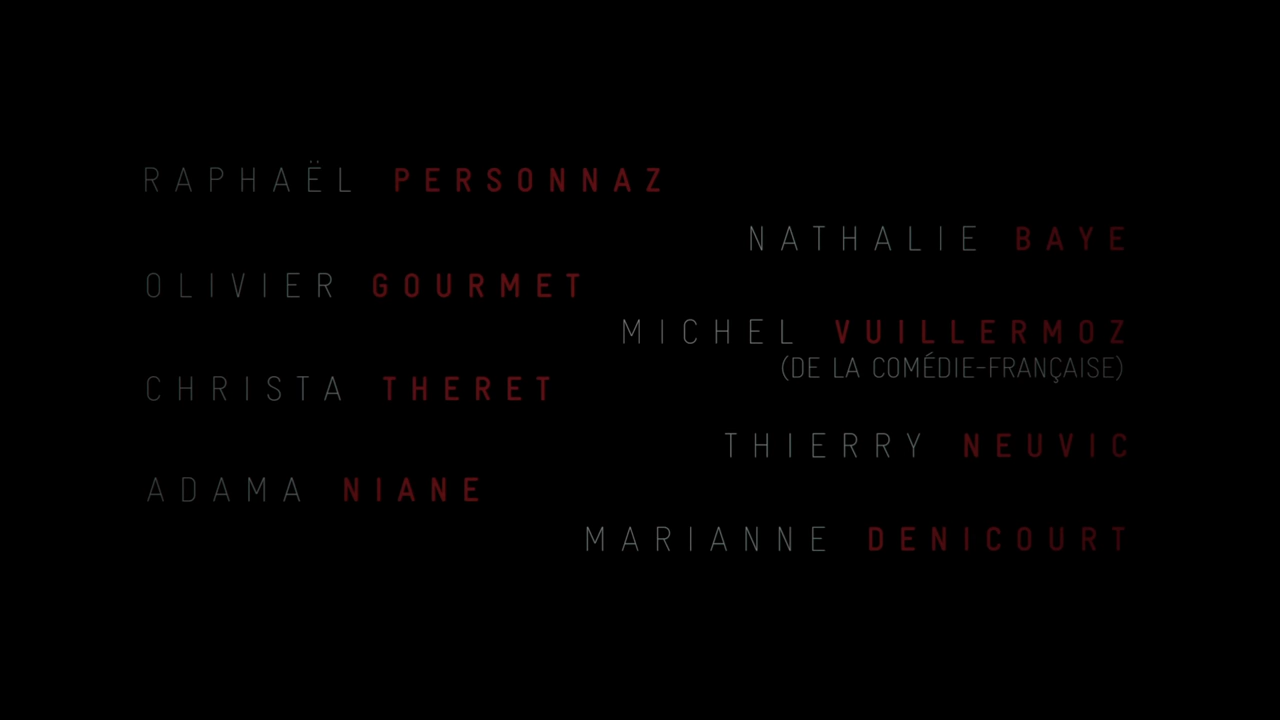 RAPHAËL PERSONNAZ
NATHALIE BAYE
OLIVIER GOURMET
MICHEL VUILLERMOZ
(DE LA COMÉDIE-FRANÇAISE)
CHRISTA THERET
THIERRY NEUVIC
ADAMA NIANE
MARIANNE DENICOURT